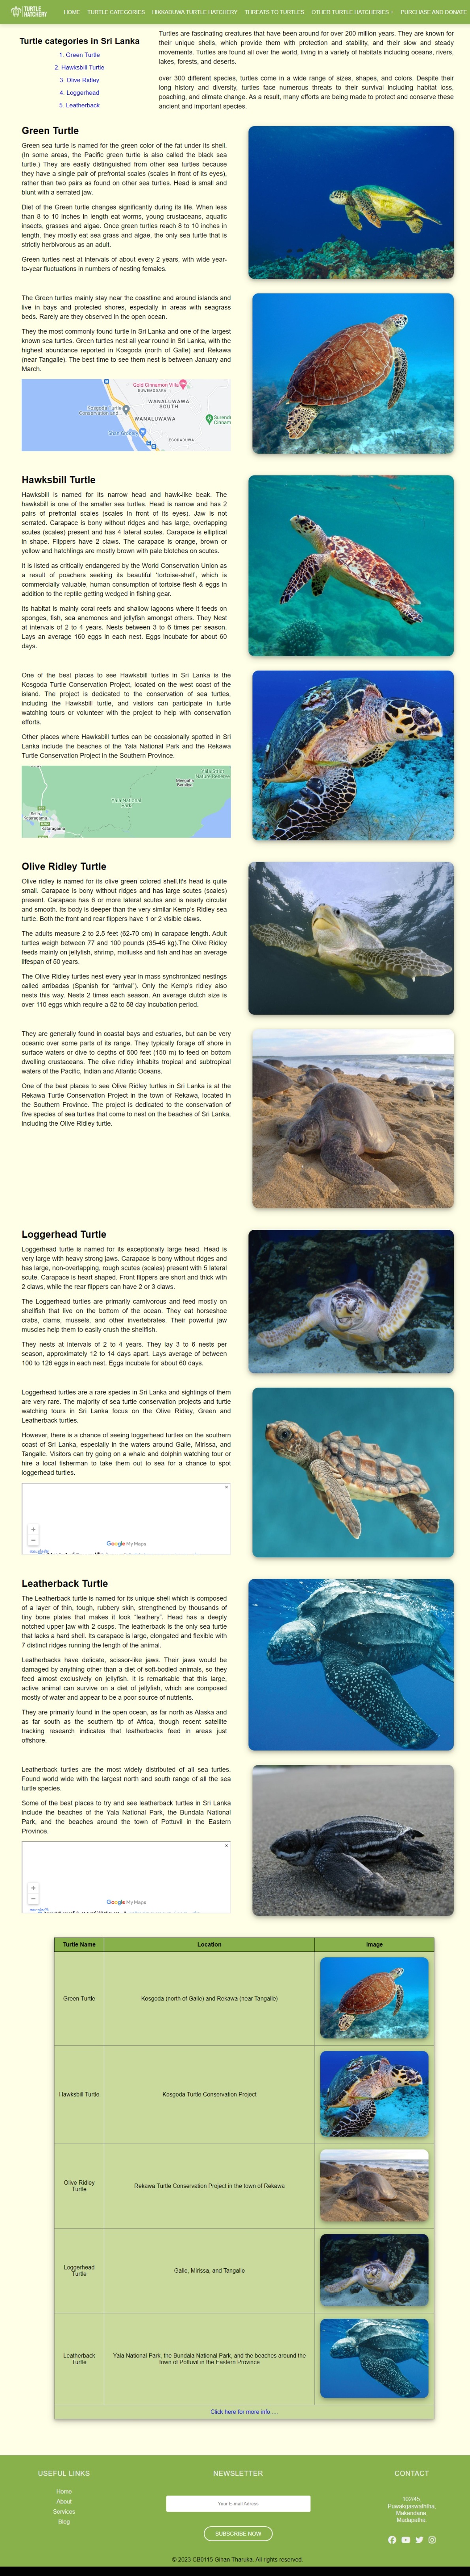 TURTLE
HATCHERY
HOME
TURTLE CATEGORIES
HIKKADUWA TURTLE HATCHERY
THREATS TO TURTLES
OTHER TURTLE HATCHERIES
PURCHASE AND DONATE
Turtle categories in Sri Lanka
1. Green Turtle
2. Hawksbill Turtle
3. Olive Ridley
4. Loggerhead
5. Leatherback
Turtles are fascinating creatures that have been around for over 200 million years. They are known for
their unique shells, which provide them with protection and stability, and their slow and steady
movements. Turtles are found all over the world, living in a variety of habitats including oceans, rivers,
lakes, forests, and deserts.
over 300 different species, turtles come in a wide range of sizes, shapes, and colors. Despite their
long history and diversity, turtles face numerous threats to their survival including habitat loss,
poaching, and climate change. As a result, many efforts are being made to protect and conserve these
ancient and important species.
Green Turtle
Green sea turtle is named for the green color of the fat under its shell.
(In some areas, the Pacific green turtle is also called the black sea
turtle.) They are easily distinguished from other sea turtles because
they have a single pair of prefrontal scales (scales in front of its eyes),
rather than two pairs as found on other sea turtles. Head is small and
blunt with a serrated jaw.
Diet of the Green turtle changes significantly during its life. When less
than 8 to 10 inches in length eat worms, young crustaceans, aquatic
insects, grasses and algae. Once green turtles reach 8 to 10 inches in
length, they mostly eat sea grass and algae, the only sea turtle that is
strictly herbivorous as an adult.
Green turtles nest at intervals of about every 2 years, with wide year-
to-year fluctuations in numbers of nesting females.
The Green turtles mainly stay near the coastline and around islands and
live in bays and protected shores, especially in areas with seagrass
beds. Rarely are they observed in the open ocean.
They the most commonly found turtle in Sri Lanka and one of the largest
known sea turtles. Green turtles nest all year round in Sri Lanka, with the
highest abundance reported in Kosgoda (north of Galle) and Rekawa
(near Tangalle). The best time to see them nest is between January and
March.
Gold Cinnamon Villa
DUWEMODARA
WANALUWAWA
SOUTH
Kosgoda Turtle
Conservation
WANALUWAWA
EGODAGODA
Hawksbill Turtle
Hawksbill is named for its narrow head and hawk-like beak. The
hawksbill is one of the smaller sea turtles. Head is narrow and has 2
pairs of prefrontal scales (scales in front of its eyes). Jaw is not
serrated. Carapace is bony without ridges and has large, overlapping
scutes (scales) present and has 4 lateral scutes. Carapace is elliptical
in shape. Flippers have 2 claws. The carapace is orange, brown or
yellow and hatchlings are mostly brown with pale blotches on scutes.
It is listed as critically endangered by the World Conservation Union as
a result of poachers seeking its beautiful 'tortoise-shell', which is
commercially valuable, human consumption of tortoise flesh & eggs in
addition to the reptile getting wedged in fishing gear.
Its habitat is mainly coral reefs and shallow lagoons where it feeds on
sponges, fish, sea anemones and jellyfish amongst others. They Nest
at intervals of 2 to 4 years. Nests between 3 to 6 times per season.
Lays an average 160 eggs in each nest. Eggs incubate for about 60
days.
One of the best places to see Hawksbill turtles in Sri Lanka is the
Kosgoda Turtle Conservation Project, located on the west coast of the
island. The project is dedicated to the conservation of sea turtles,
including the Hawksbill turtle, and visitors can participate in turtle
watching tours or volunteer with the project to help with conservation
efforts.
Other places where Hawksbill turtles can be occasionally spotted in Sri
Lanka include the beaches of the Yala National Park and the Rekawa
Turtle Conservation Project in the Southern Province.
Yala Strict
Nature Reserve
Yala National
Park
Sella
Kataragama
Kataragama
Olive Ridley Turtle
Olive ridley is named for its olive green colored shell.It's head is quite
small. Carapace is bony without ridges and has large scutes (scales)
present. Carapace has 6 or more lateral scutes and is nearly circular
and smooth. Its body is deeper than the very similar Kemp's Ridley sea
turtle. Both the front and rear flippers have 1 or 2 visible claws.
The adults measure 2 to 2.5 feet (62-70 cm) in carapace length. Adult
turtles weigh between 77 and 100 pounds (35-45 kg).The Olive Ridley
feeds mainly on jellyfish, shrimp, mollusks and fish and has an average
lifespan of 50 years.
The Olive Ridley turtles nest every year in mass synchronized nestings
called arribadas (Spanish for "arrival"). Only the Kemp's ridley also
nests this way. Nests 2 times each season. An average clutch size is
over 110 eggs which require a 52 to 58 day incubation period.
They are generally found in coastal bays and estuaries, but can be very
oceanic over some parts of its range. They typically forage off shore in
surface waters or dive to depths of 500 feet (150 m) to feed on bottom
dwelling crustaceans. The olive ridley inhabits tropical and subtropical
waters of the Pacific, Indian and Atlantic Oceans.
One of the best places to see Olive Ridley turtles in Sri Lanka is at the
Rekawa Turtle Conservation Project in the town of Rekawa, located in
the Southern Province. The project is dedicated to the conservation of
five species of sea turtles that come to nest on the beaches of Sri Lanka,
including the Olive Ridley turtle.
Loggerhead Turtle
Loggerhead turtle is named for its exceptionally large head. Head is
very large with heavy strong jaws. Carapace is bony without ridges and
has large, non-overlapping, rough scutes (scales) present with 5 lateral
scute. Carapace is heart shaped. Front flippers are short and thick with
2 claws, while the rear flippers can have 2 or 3 claws.
The Loggerhead turtles are primarily carnivorous and feed mostly on
shellfish that live on the bottom of the ocean. They eat horseshoe
crabs, clams, mussels, and other invertebrates. Their powerful jaw
muscles help them to easily crush the shellfish.
They nests at intervals of 2 to 4 years. They lay 3 to 6 nests per
season, approximately 12 to 14 days apart. Lays average of between
100 to 126 eggs in each nest. Eggs incubate for about 60 days.
Loggerhead turtles are a rare species in Sri Lanka and sightings of them
are very rare. The majority of sea turtle conservation projects and turtle
watching tours in Sri Lanka focus on the Olive Ridley, Green and
Leatherback turtles.
However, there is a chance of seeing loggerhead turtles on the southern
coast of Sri Lanka, especially in the waters around Galle, Mirissa, and
Tangalle. Visitors can try going on a whale and dolphin watching tour or
hire a local fisherman to take them out to sea for a chance to spot
loggerhead turtles.
Google My Maps
Leatherback Turtle
The Leatherback turtle is named for its unique shell which is composed
of a layer of thin, tough, rubbery skin, strengthened by thousands of
tiny bone plates that makes it look "leathery". Head has a deeply
notched upper jaw with 2 cusps. The leatherback is the only sea turtle
that lacks a hard shell. Its carapace is large, elongated and flexible with
7 distinct ridges running the length of the animal.
Leatherbacks have delicate, scissor-like jaws. Their jaws would be
damaged by anything other than a diet of soft-bodied animals, so they
feed almost exclusively on jellyfish. It is remarkable that this large,
active animal can survive on a diet of jellyfish, which are composed
mostly of water and appear to be a poor source of nutrients.
They are primarily found in the open ocean, as far north as Alaska and
as far south as the southern tip of Africa, though recent satellite
tracking research indicates that leatherbacks feed in areas just
offshore.
Leatherback turtles are the most widely distributed of all sea turtles.
Found world wide with the largest north and south range of all the sea
turtle species.
Some of the best places to try and see leatherback turtles in Sri Lanka
include the beaches of the Yala National Park, the Bundala National
Park, and the beaches around the town of Pottuvil in the Eastern
Province.
Google My Maps
Turtle Name
Location
Image
Green Turtle
Kosgoda (north of Galle) and Rekawa (near Tangalle)
Hawksbill Turtle
Kosgoda Turtle Conservation Project
Olive Ridley
Turtle
Rekawa Turtle Conservation Project in the town of Rekawa
Loggerhead
Turtle
Galle, Mirissa, and Tangalle
Leatherback
Turtle
Yala National Park, the Bundala National Park, and the beaches around the
town of Pottuvil in the Eastern Province
Click here for more info....
USEFUL LINKS
Home
About
Services
Blog
NEWSLETTER
Your E-mail Adress
SUBSCRIBE NOW
CONTACT
102/45,
Makandana,
Madapatha
© 2023 CB0115 Gihan Tharuka. All rights reserved.